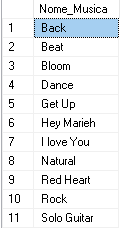 Nome_Musica
1 Back
2 Beat
3 Bloom
4 Dance
5 Get Up
6 Hey Marieh
7 I love You
8 Natural
9 Red Heart
10 Rock
11 Solo Guitar